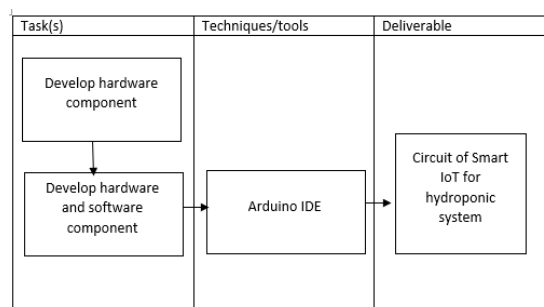 Task(s)
Techniques/tools
Deliverable
Develop hardware
component
Develop hardware
and software
component
Arduino IDE
Circuit of Smart
IoT for
hydroponic
system